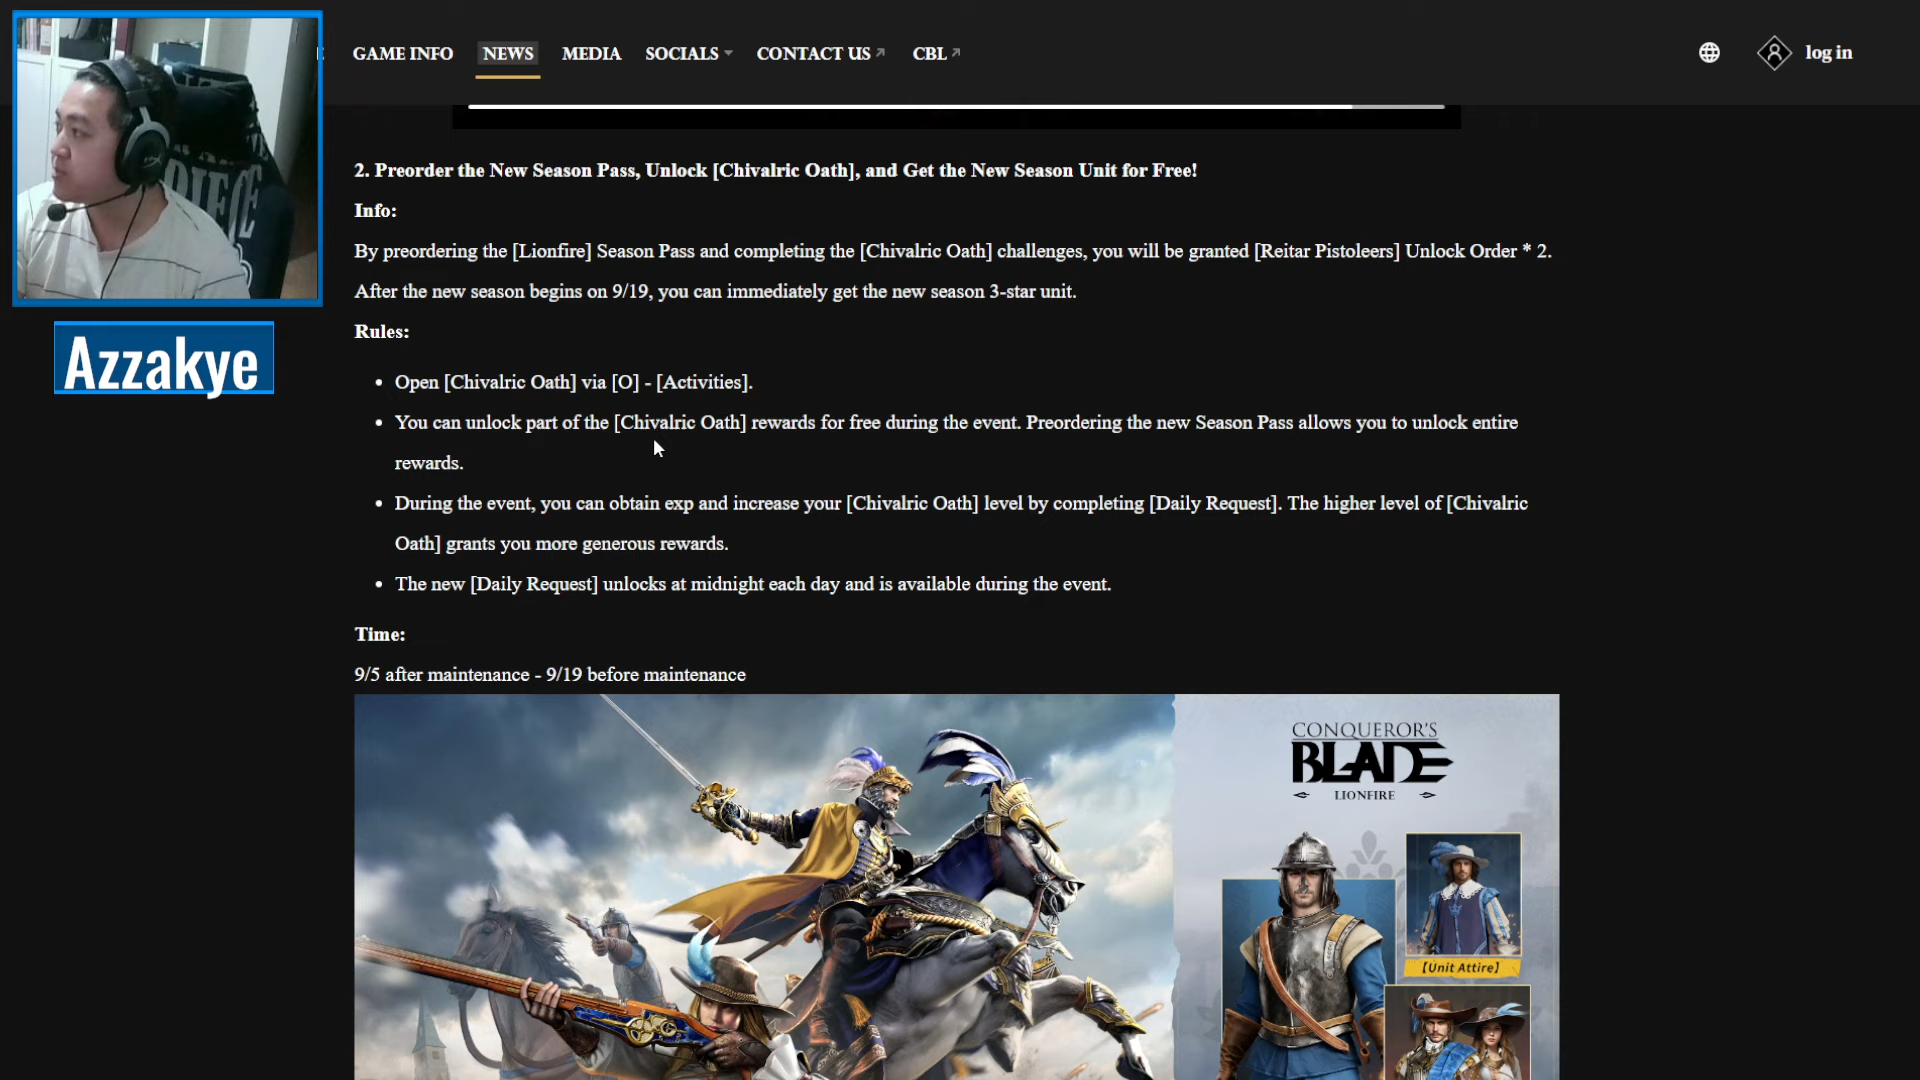 GAME INFO NEWS MEDIA SOCIALS CONTACT US CBL log in
2. Preorder the New Season Pass, Unlock [Chivalric Oath], and Get the New Season Unit for Free!
Info:
By preordering the [Lionfire] Season Pass and completing the [Chivalric Oath] challenges, you will be granted [Reitar Pistoleers] Unlock Order * 2.
After the new season begins on 9/19, you can immediately get the new season 3-star unit.
Rules:
Azzakye
• Open [Chivalric Oath] via [O] - [Activities].
• You can unlock part of the [Chivalric Oath] rewards for free during the event. Preordering the new Season Pass allows you to unlock entire
rewards.
• During the event, you can obtain exp and increase your [Chivalric Oath] level by completing [Daily Request]. The higher level of [Chivalric
Oath] grants you more generous rewards.
• The new [Daily Request] unlocks at midnight each day and is available during the event.
Time:
9/5 after maintenance - 9/19 before maintenance
CONQUEROR'S
BLADE
LIONFIRE
【Unit Attire】